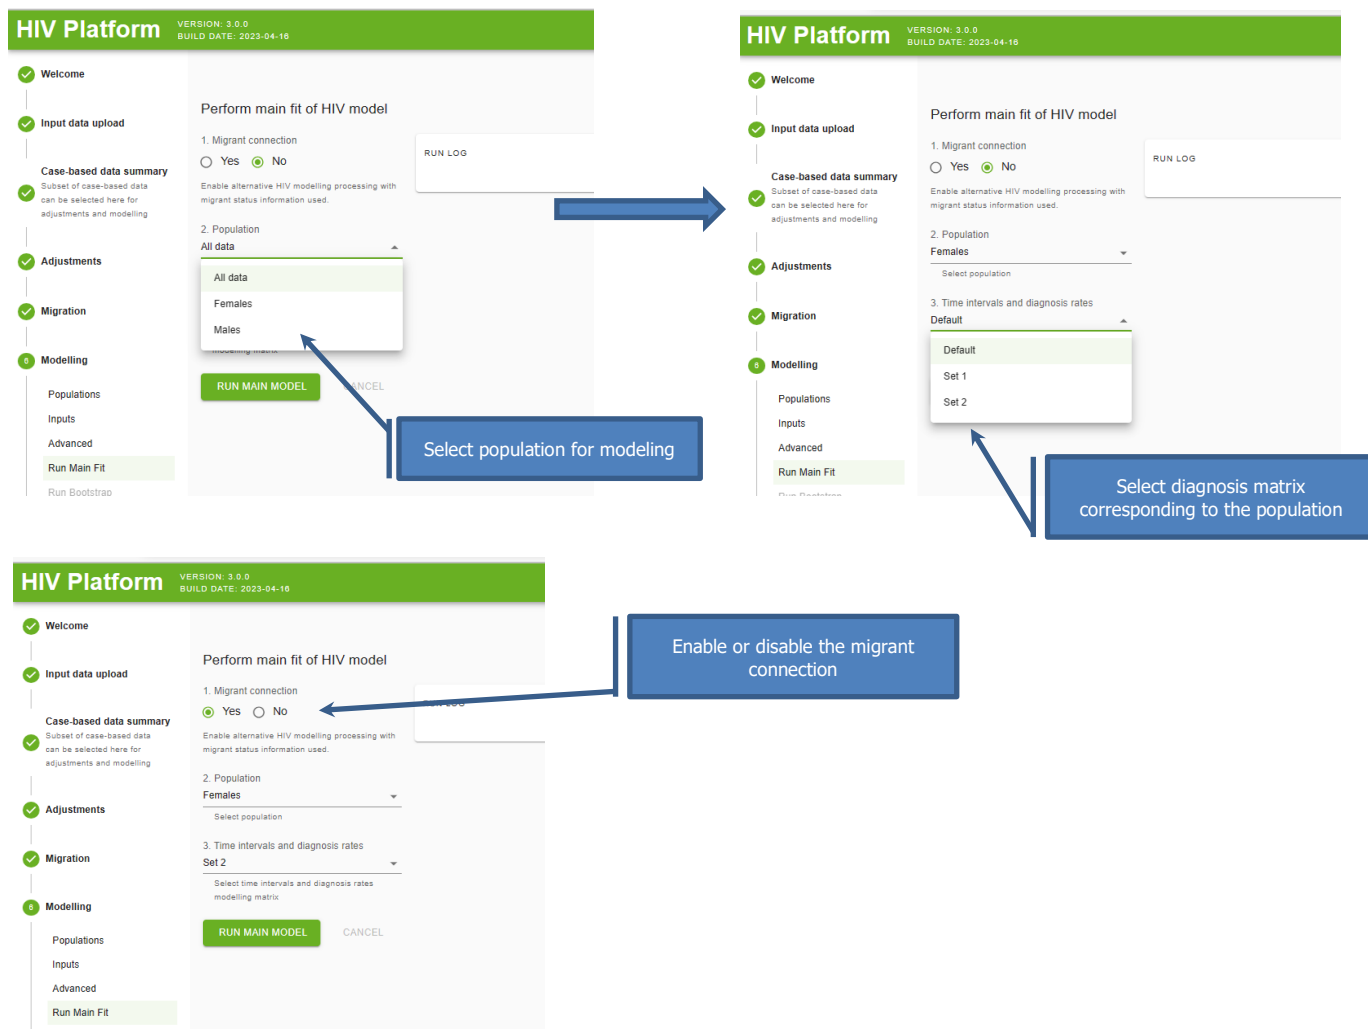 HIV Platform
VERSION: 3.0.0
BUILD DATE: 2023-04-16
Welcome
Input data upload
Case-based data summary
Subset of case-based data
can be selected here for
adjustments and modelling
Adjustments
Migration
6
Modelling
Populations
Inputs
Advanced
Run Main Fit
Run Bootstrap
Perform main fit of HIV model
1. Migrant connection
Yes
No
Enable alternative HIV modelling processing with
migrant status information used.
2. Population
All data
All data
Females
Males
modelling matrix
RUN MAIN MODEL
CANCEL
RUN LOG
Select population for modeling
HIV Platform
VERSION: 3.0.0
BUILD DATE: 2023-04-16
Welcome
Input data upload
Case-based data summary
Subset of case-based data
can be selected here for
adjustments and modelling
Adjustments
Migration
6
Modelling
Populations
Inputs
Advanced
Run Main Fit
Run Bootstrap
Perform main fit of HIV model
1. Migrant connection
Yes
No
Enable alternative HIV modelling processing with
migrant status information used.
2. Population
Females
Select population
3. Time intervals and diagnosis rates
Default
Default
Set 1
Set 2
RUN LOG
Select diagnosis matrix
corresponding to the population
HIV Platform
VERSION: 3.0.0
BUILD DATE: 2023-04-16
Welcome
Input data upload
Case-based data summary
Subset of case-based data
can be selected here for
adjustments and modelling
Adjustments
Migration
6
Modelling
Populations
Inputs
Advanced
Run Main Fit
Perform main fit of HIV model
1. Migrant connection
Yes
No
Enable alternative HIV modelling processing with
migrant status information used.
2. Population
Females
Select population
3. Time intervals and diagnosis rates
Set 2
Select time intervals and diagnosis rates
modelling matrix
RUN MAIN MODEL
CANCEL
RUN LOG
Enable or disable the migrant
connection